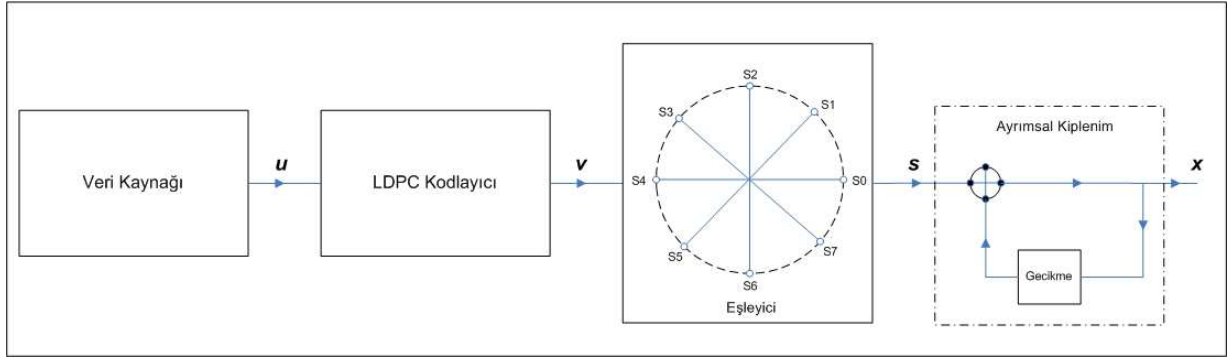 Veri Kaynağı
u
LDPC Kodlayıcı
v
S2
S1
S3
S4
S0
S5
S7
S6
Eşleyici
s
Ayrımsal Kiplenim
x
Gecikme